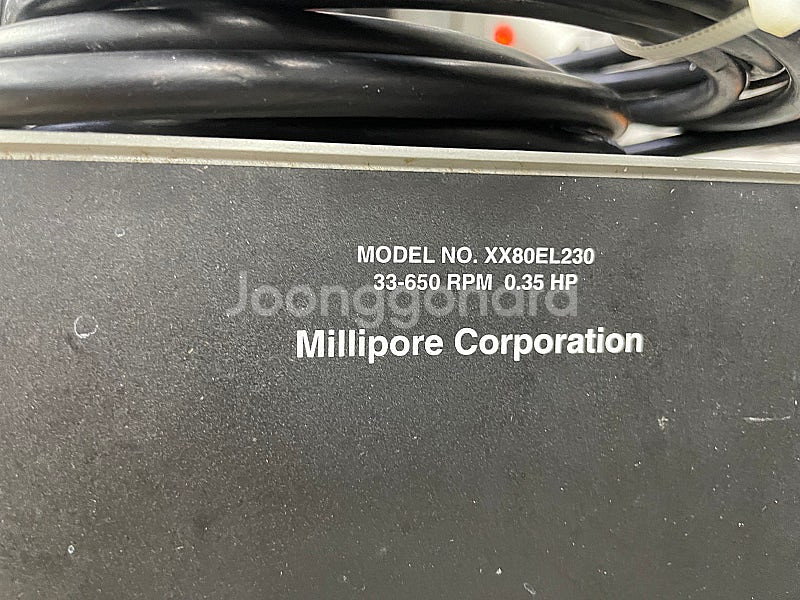 MODEL NO. XX80EL230
33-650 RPM 0.35 HP
Joonggonara
Millipore Corporation